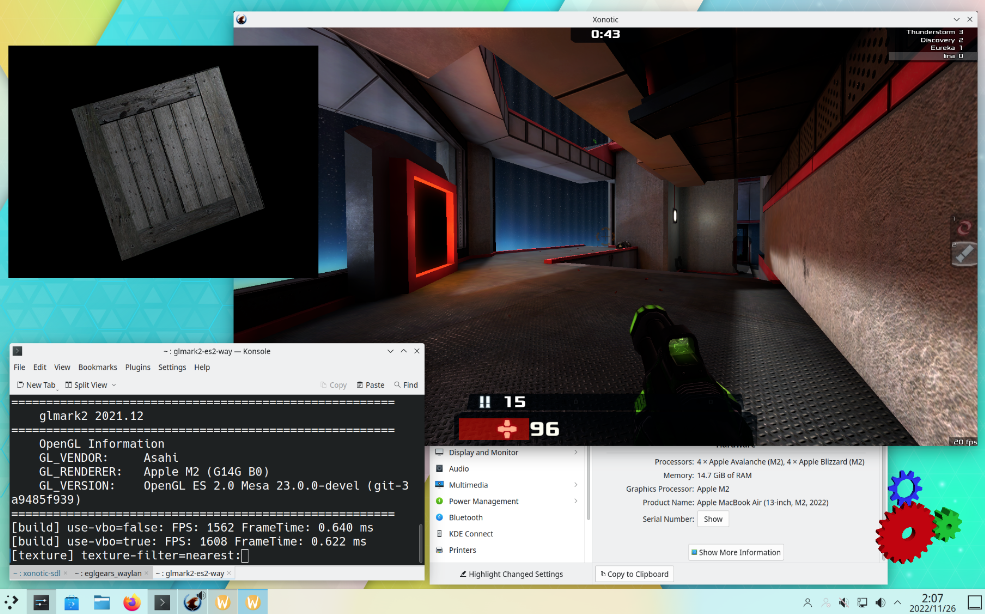 Xonotic
0:43
Thunderstorm 3
Discovery 2
Eureka 1
lina 0
15
96
20 fps
~ : glmark2-es2-way — Konsole
File Edit View Bookmarks Plugins Settings Help
New Tab Split View Copy Paste Find
=======================================================
glmark2 2021.12
=======================================================
OpenGL Information
GL_VENDOR: Asahi
GL_RENDERER: Apple M2 (G14G B0)
GL_VERSION: OpenGL ES 2.0 Mesa 23.0.0-devel (git-3
a9485f939)
=======================================================
[build] use-vbo=false: FPS: 1562 FrameTime: 0.640 ms
[build] use-vbo=true: FPS: 1608 FrameTime: 0.622 ms
[texture] texture-filter=nearest:
~ : xonotic-sdl ~ : eglgears_waylan ~ : glmark2-es2-way
Display and Monitor
Audio
Multimedia
Power Management
Bluetooth
KDE Connect
Printers
Highlight Changed Settings
Hardware
Processors: 4 × Apple Avalanche (M2), 4 × Apple Blizzard (M2)
Memory: 14.7 GiB of RAM
Graphics Processor: Apple M2
Product Name: Apple MacBook Air (13-inch, M2, 2022)
Serial Number: Show
Show More Information
Copy to Clipboard
2:07
2022/11/26